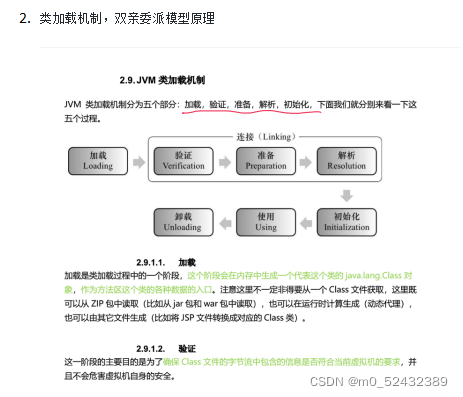 2. 类加载机制，双亲委派模型原理
2.9. JVM 类加载机制
JVM 类加载机制分为五个部分：加载，验证，准备，解析，初始化，下面我们就分别来看一下这
五个过程。
连接（Linking）
加载 验证 准备 解析
Loading Verification Preparation Resolution
卸载 使用 初始化
Unloading Using Initialization
2.9.1.1. 加载
加载是类加载过程中的一个阶段，这个阶段会在内存中生成一个代表这个类的 java.lang.Class 对
象，作为方法区这个类的各种数据的入口。注意这里不一定非得要从一个 Class 文件获取，这里既
可以从 ZIP 包中读取（比如从 jar 包和 war 包中读取），也可以在运行时计算生成（动态代理），
也可以由其它文件生成（比如将 JSP 文件转换成对应的 Class 类）。
2.9.1.2. 验证
这一阶段的主要目的是为了确保 Class 文件的字节流中包含的信息是否符合当前虚拟机的要求，并
且不会危害虚拟机自身的安全。
CSDN @m0_52432389